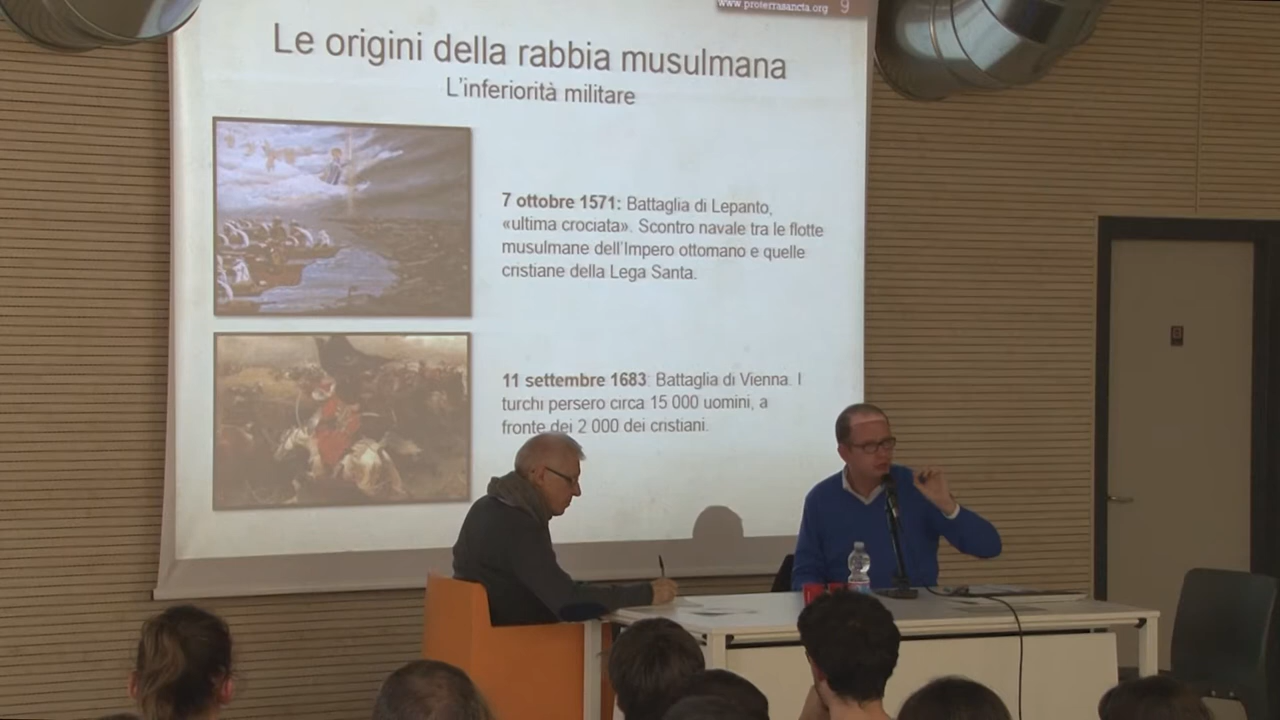 www proterrasancta.org 9
Le origini della rabbia musulmana
L'inferiorità militare
7 ottobre 1571: Battaglia di Lepanto,
«ultima crociata». Scontro navale tra le flotte
musulmane dell'Impero ottomano e quelle
cristiane della Lega Santa.
11 settembre 1683: Battaglia di Vienna. I
turchi persero circa 15 000 uomini, a
fronte dei 2 000 dei cristiani.